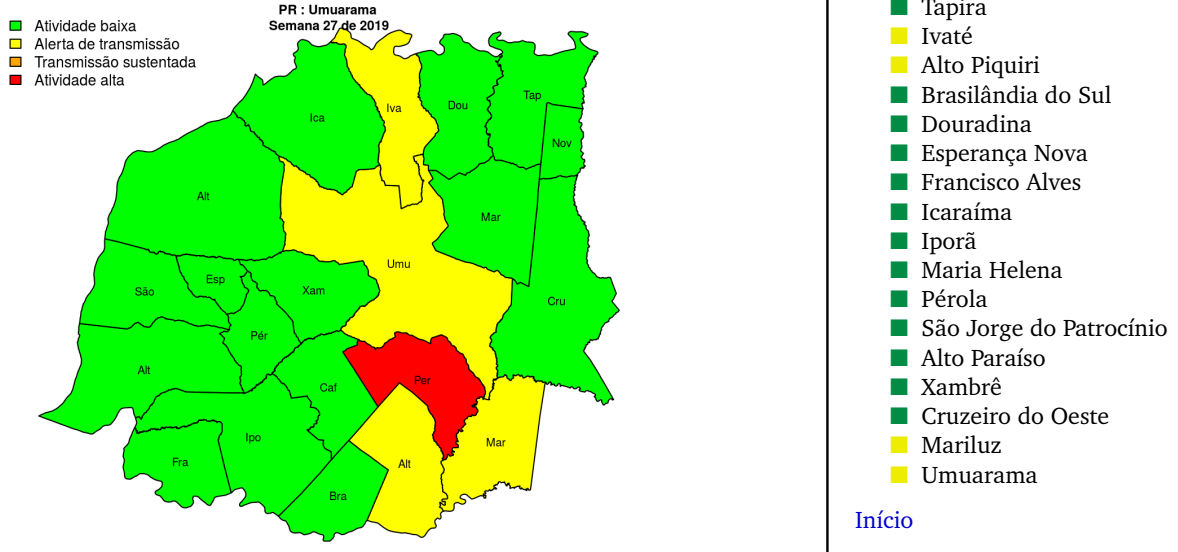 PR : Umuarama
Semana 27 de 2019
Atividade baixa
Alerta de transmissão
Transmissão sustentada
Atividade alta
Ica
Iva
Dou
Tap
Nov
Alt
Mar
Umu
Esp
São
Xam
Cru
Pér
Alt
Caf
Per
Ipo
Mar
Fra
Alt
Bra
Tapira
Ivaté
Alto Piquiri
Brasilândia do Sul
Douradina
Esperança Nova
Francisco Alves
Icaraíma
Iporã
Maria Helena
Pérola
São Jorge do Patrocínio
Alto Paraíso
Xambrê
Cruzeiro do Oeste
Mariluz
Umuarama
Início